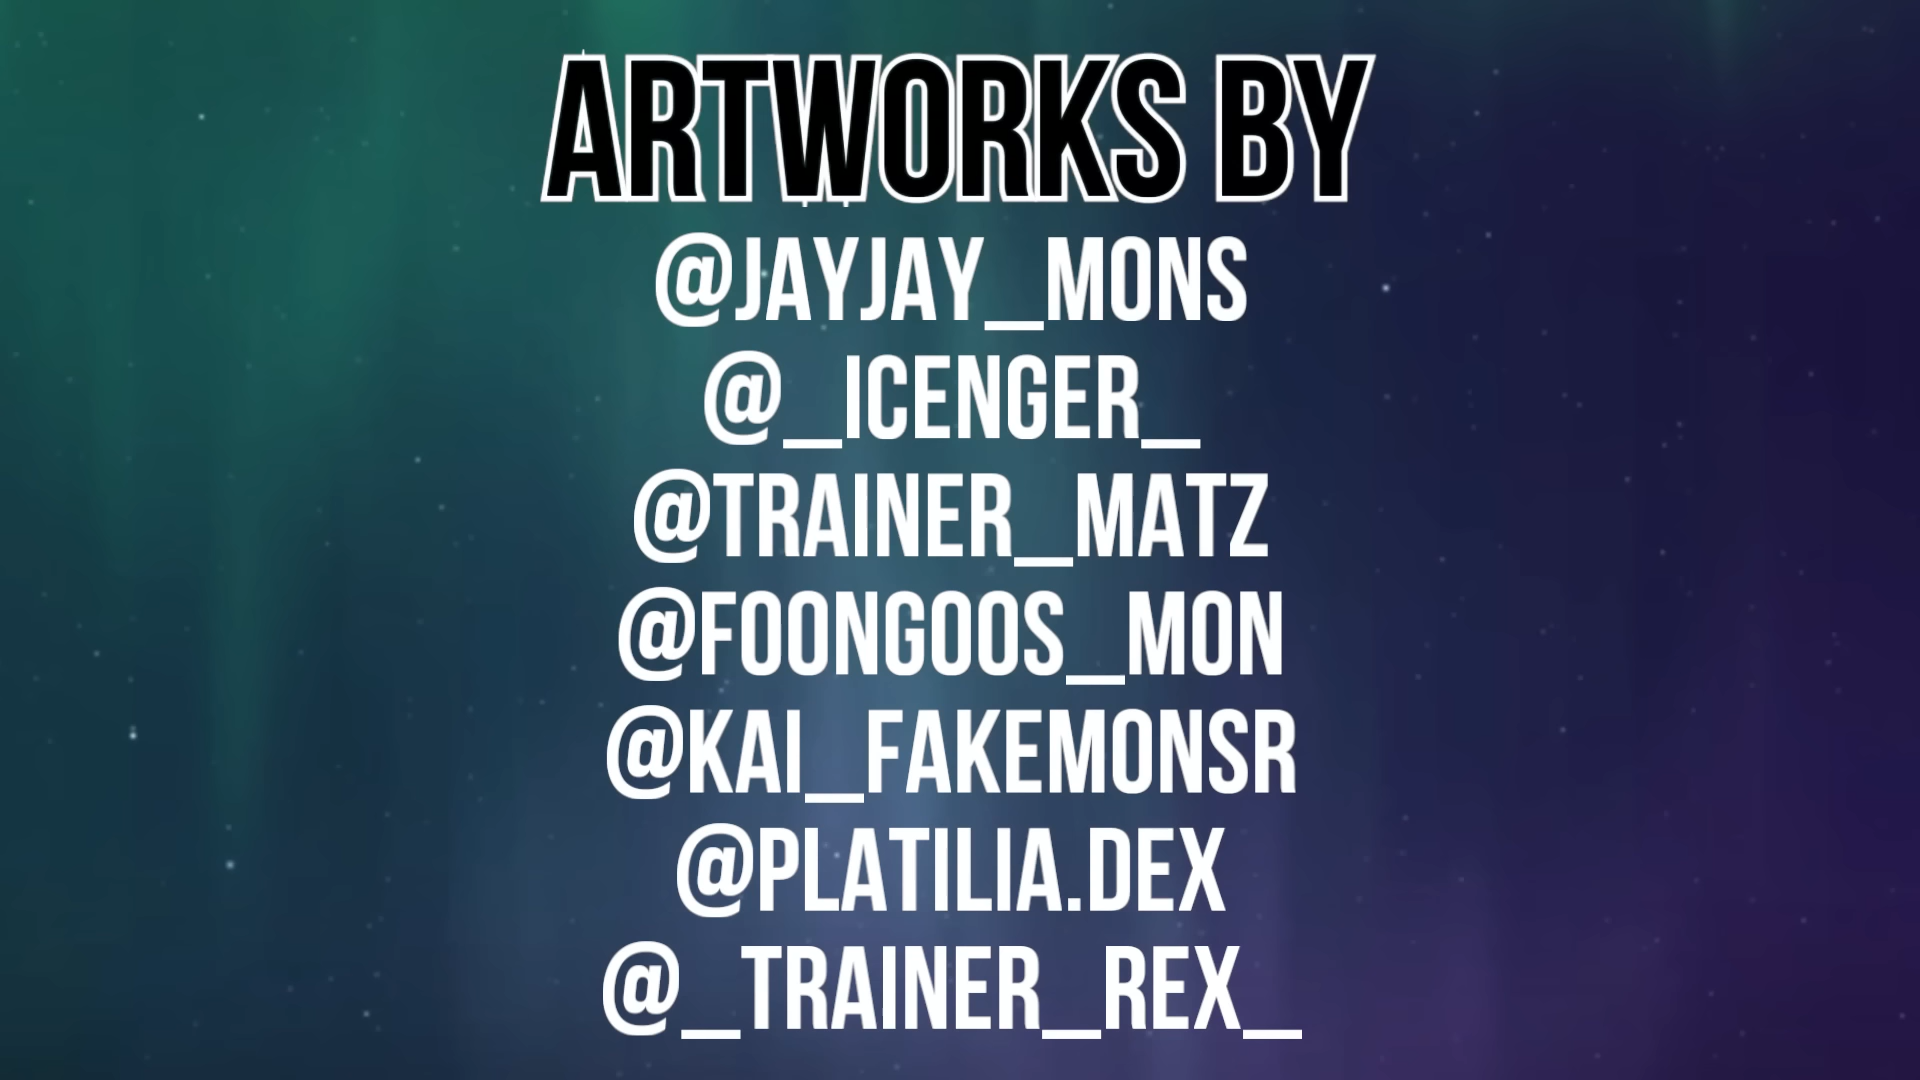 ARTWORKS BY
@JAYJAY_MONS
@_ICENGER_
@TRAINER_MATZ
@FOONGOOS_MON
@KAI_FAKEMONSR
@PLATILIA.DEX
@_TRAINER_REX_